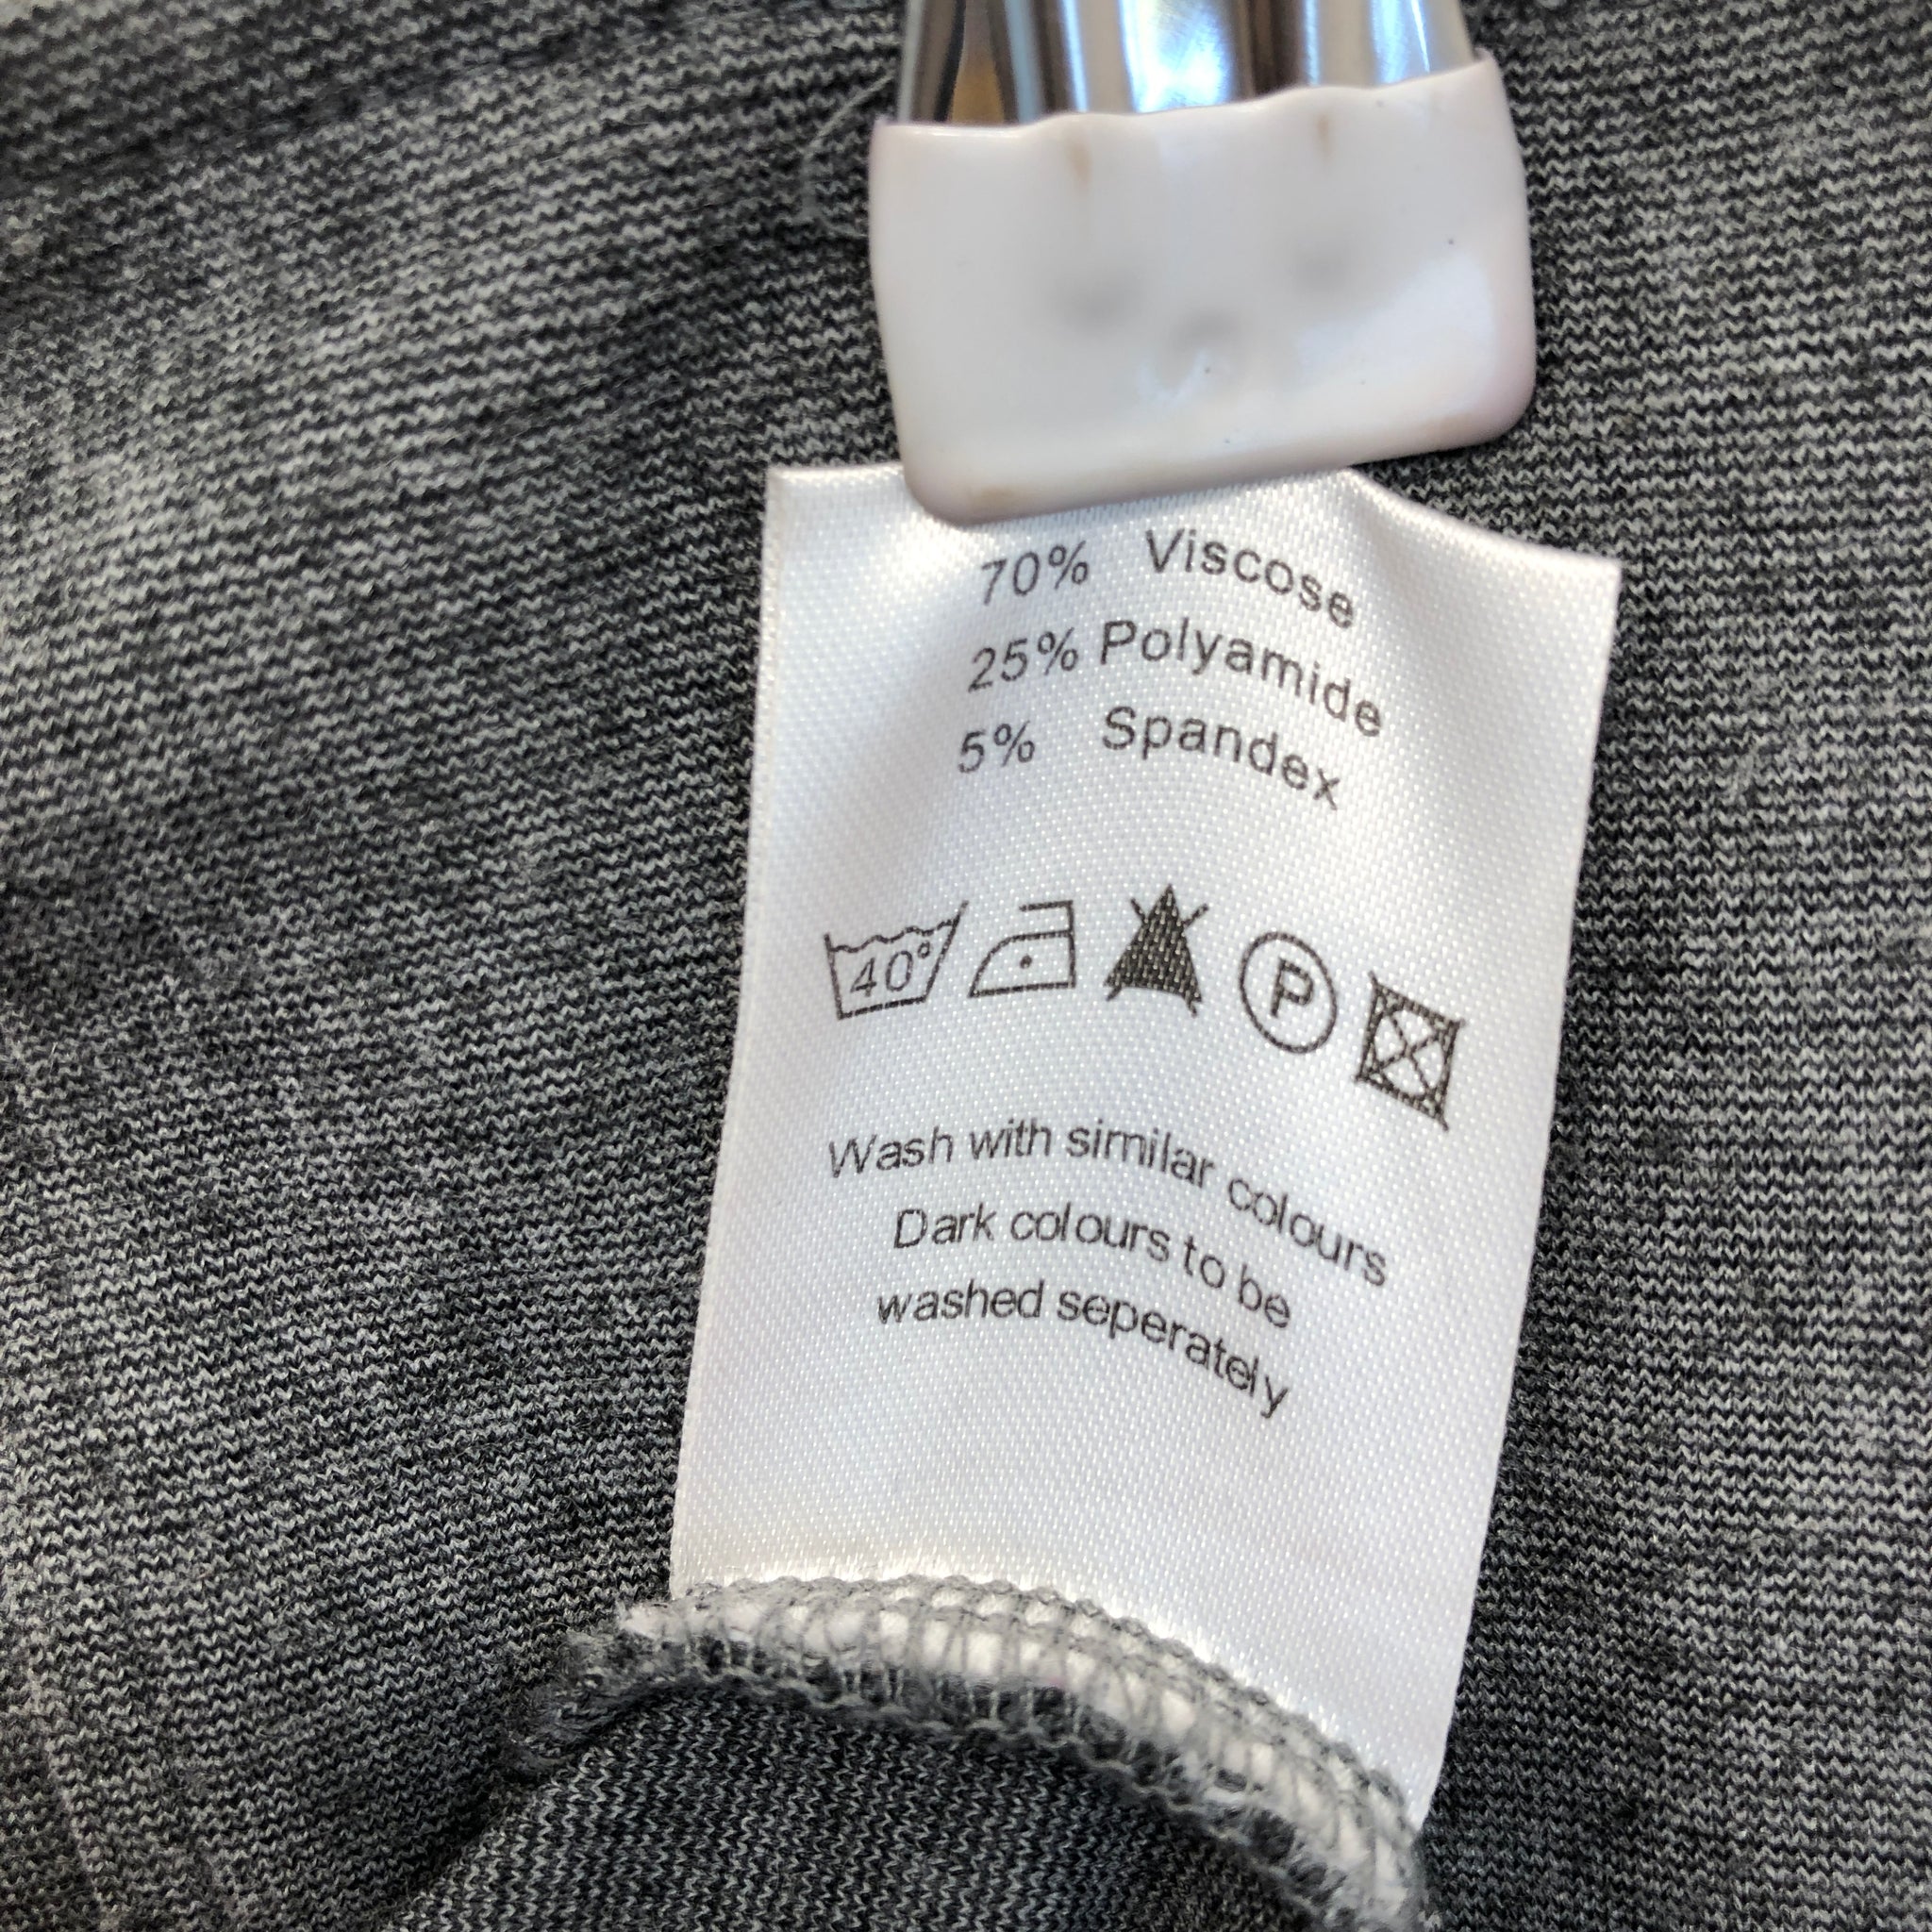 70% Viscose
25% Polyamide
5% Spandex
40°
P
Wash with similar colours
Dark colours to be
washed seperately